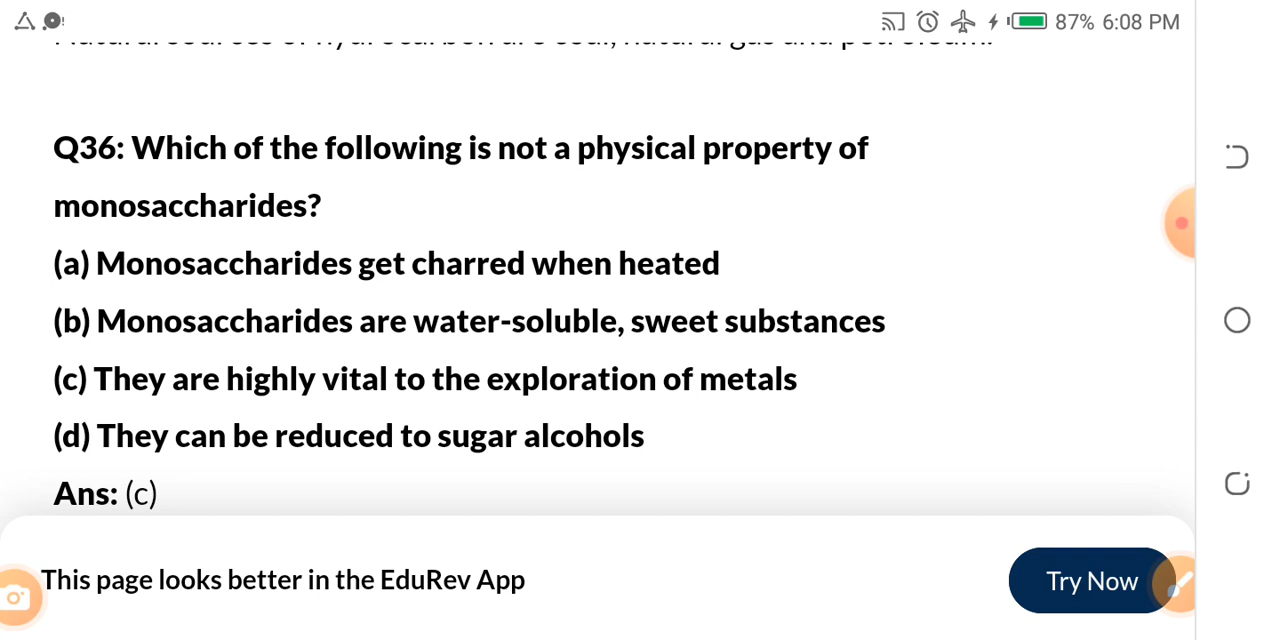 87% 6:08 PM
Q36: Which of the following is not a physical property of
monosaccharides?
(a) Monosaccharides get charred when heated
(b) Monosaccharides are water-soluble, sweet substances
(c) They are highly vital to the exploration of metals
(d) They can be reduced to sugar alcohols
Ans: (c)
This page looks better in the EduRev App
Try Now